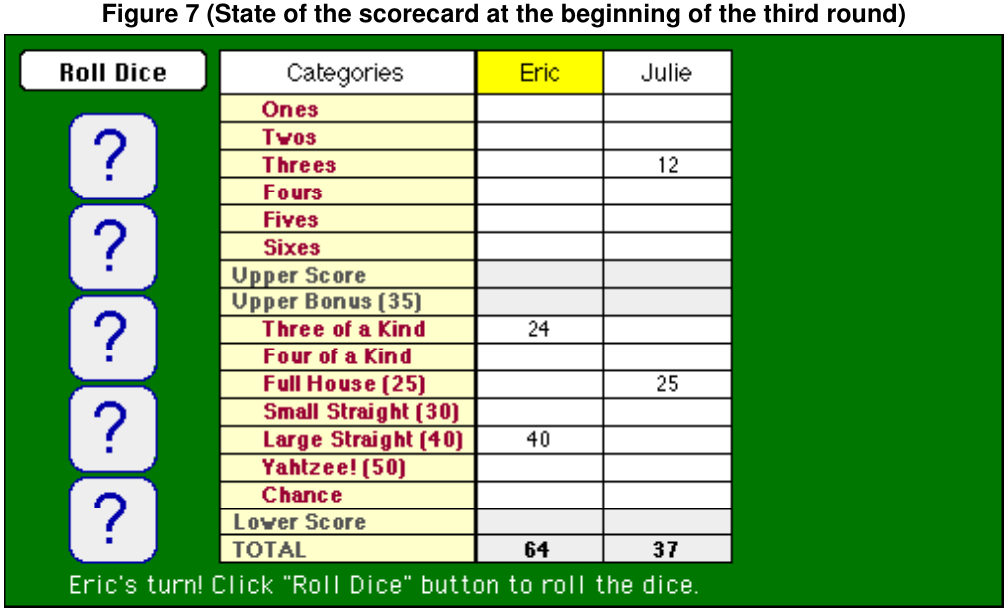 Figure 7 (State of the scorecard at the beginning of the third round)
Roll Dice
Categories Eric Julie
?
?
?
?
?
Ones
Twos
Threes 12
Fours
Fives
Sixes
Upper Score
Upper Bonus (35)
Three of a Kind 24
Four of a Kind
Full House (25) 25
Small Straight (30)
Large Straight (40) 40
Yahtzee! (50)
Chance
Lower Score
TOTAL 64 37
Eric's turn! Click "Roll Dice" button to roll the dice.